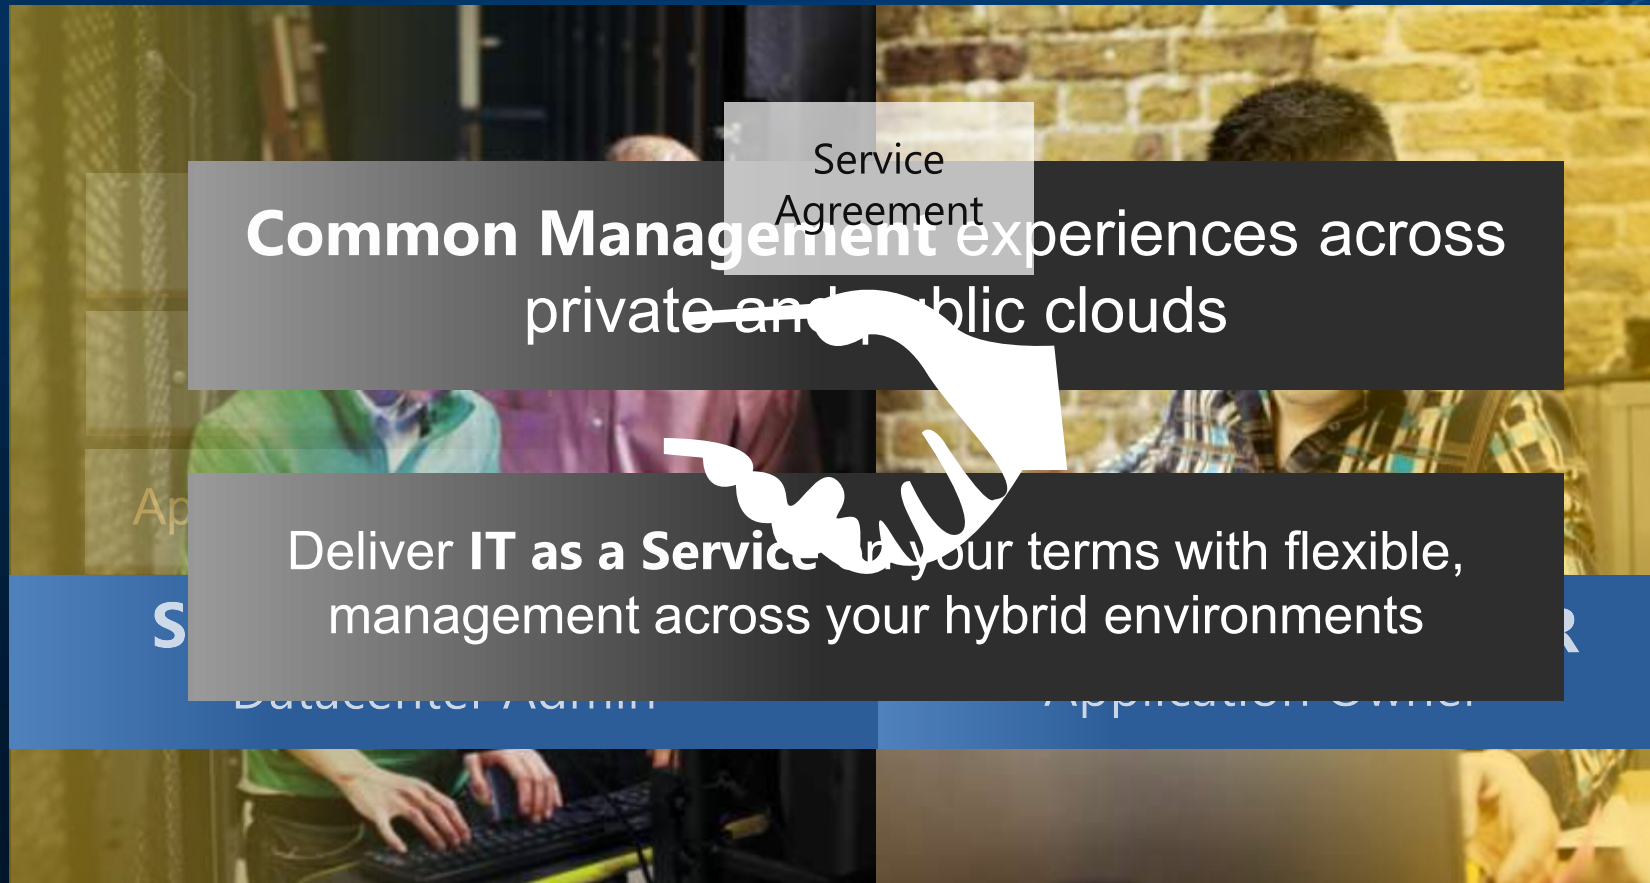 Service
Agreement
Common Management experiences across
private and public clouds
Ap
Deliver IT as a Service on your terms with flexible,
management across your hybrid environments
S
R
Datacenter Admin
Application Owner